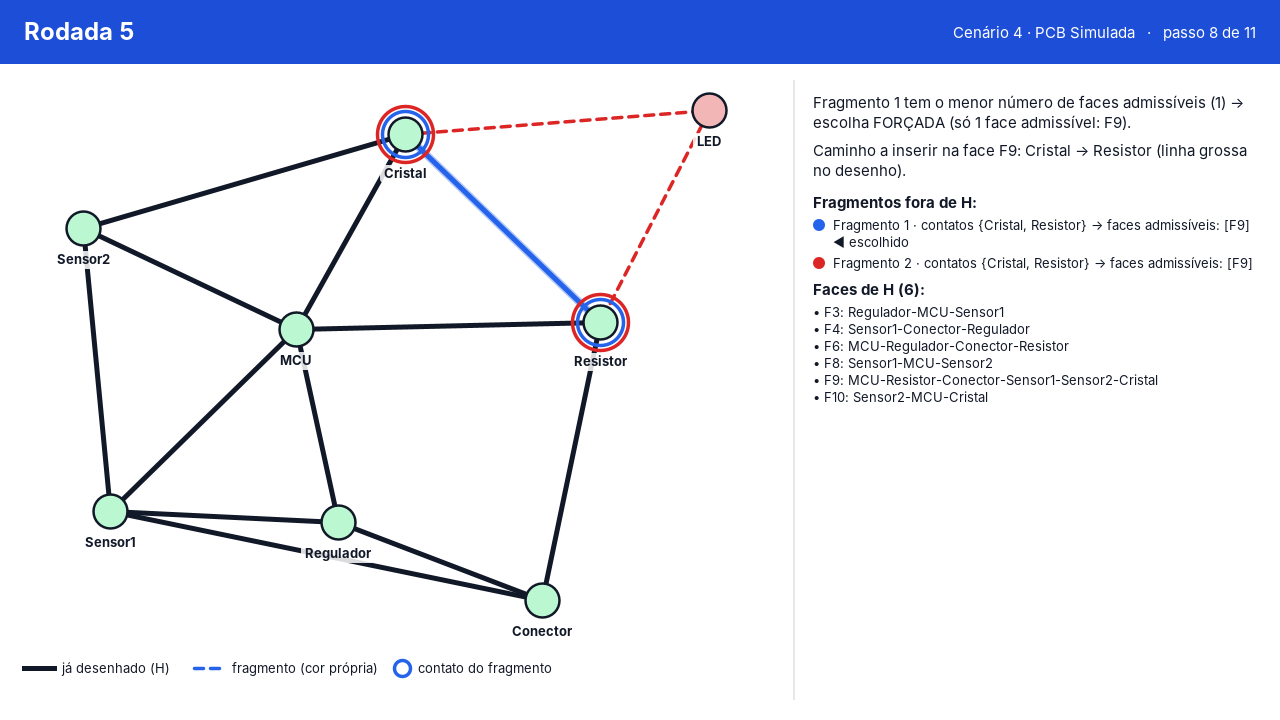 Rodada 5
Cenário 4 · PCB Simulada · passo 8 de 11
Fragmento 1 tem o menor número de faces admissíveis (1) →
escolha FORÇADA (só 1 face admissível: F9).
Caminho a inserir na face F9: Cristal → Resistor (linha grossa
no desenho).
Fragmentos fora de H:
Fragmento 1 · contatos {Cristal, Resistor} → faces admissíveis: [F9]
◄ escolhido
Fragmento 2 · contatos {Cristal, Resistor} → faces admissíveis: [F9]
Faces de H (6):
• F3: Regulador-MCU-Sensor1
• F4: Sensor1-Conector-Regulador
• F6: MCU-Regulador-Conector-Resistor
• F8: Sensor1-MCU-Sensor2
• F9: MCU-Resistor-Conector-Sensor1-Sensor2-Cristal
• F10: Sensor2-MCU-Cristal
LED
Cristal
Sensor2
MCU
Resistor
Sensor1
Regulador
Conector
já desenhado (H)
fragmento (cor própria)
contato do fragmento